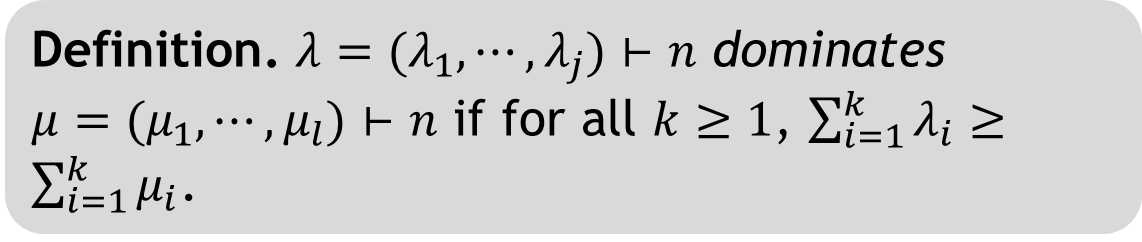 Definition. λ = (λ₁, ⋯, λⱼ) ⊢ n dominates
μ = (μ₁, ⋯, μₗ) ⊢ n if for all k ≥ 1, ∑ᵢ₌₁ᵏ λᵢ ≥
∑ᵢ₌₁ᵏ μᵢ.